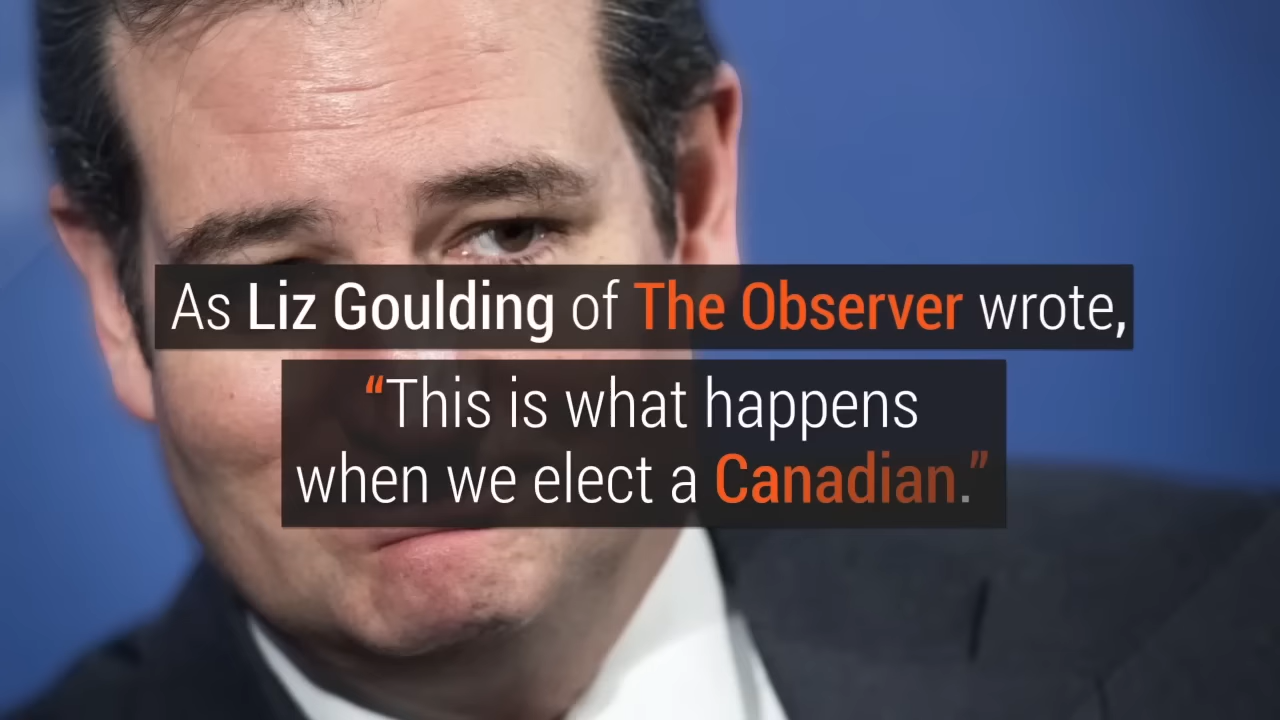 As Liz Goulding of The Observer wrote,
“This is what happens
when we elect a Canadian.”